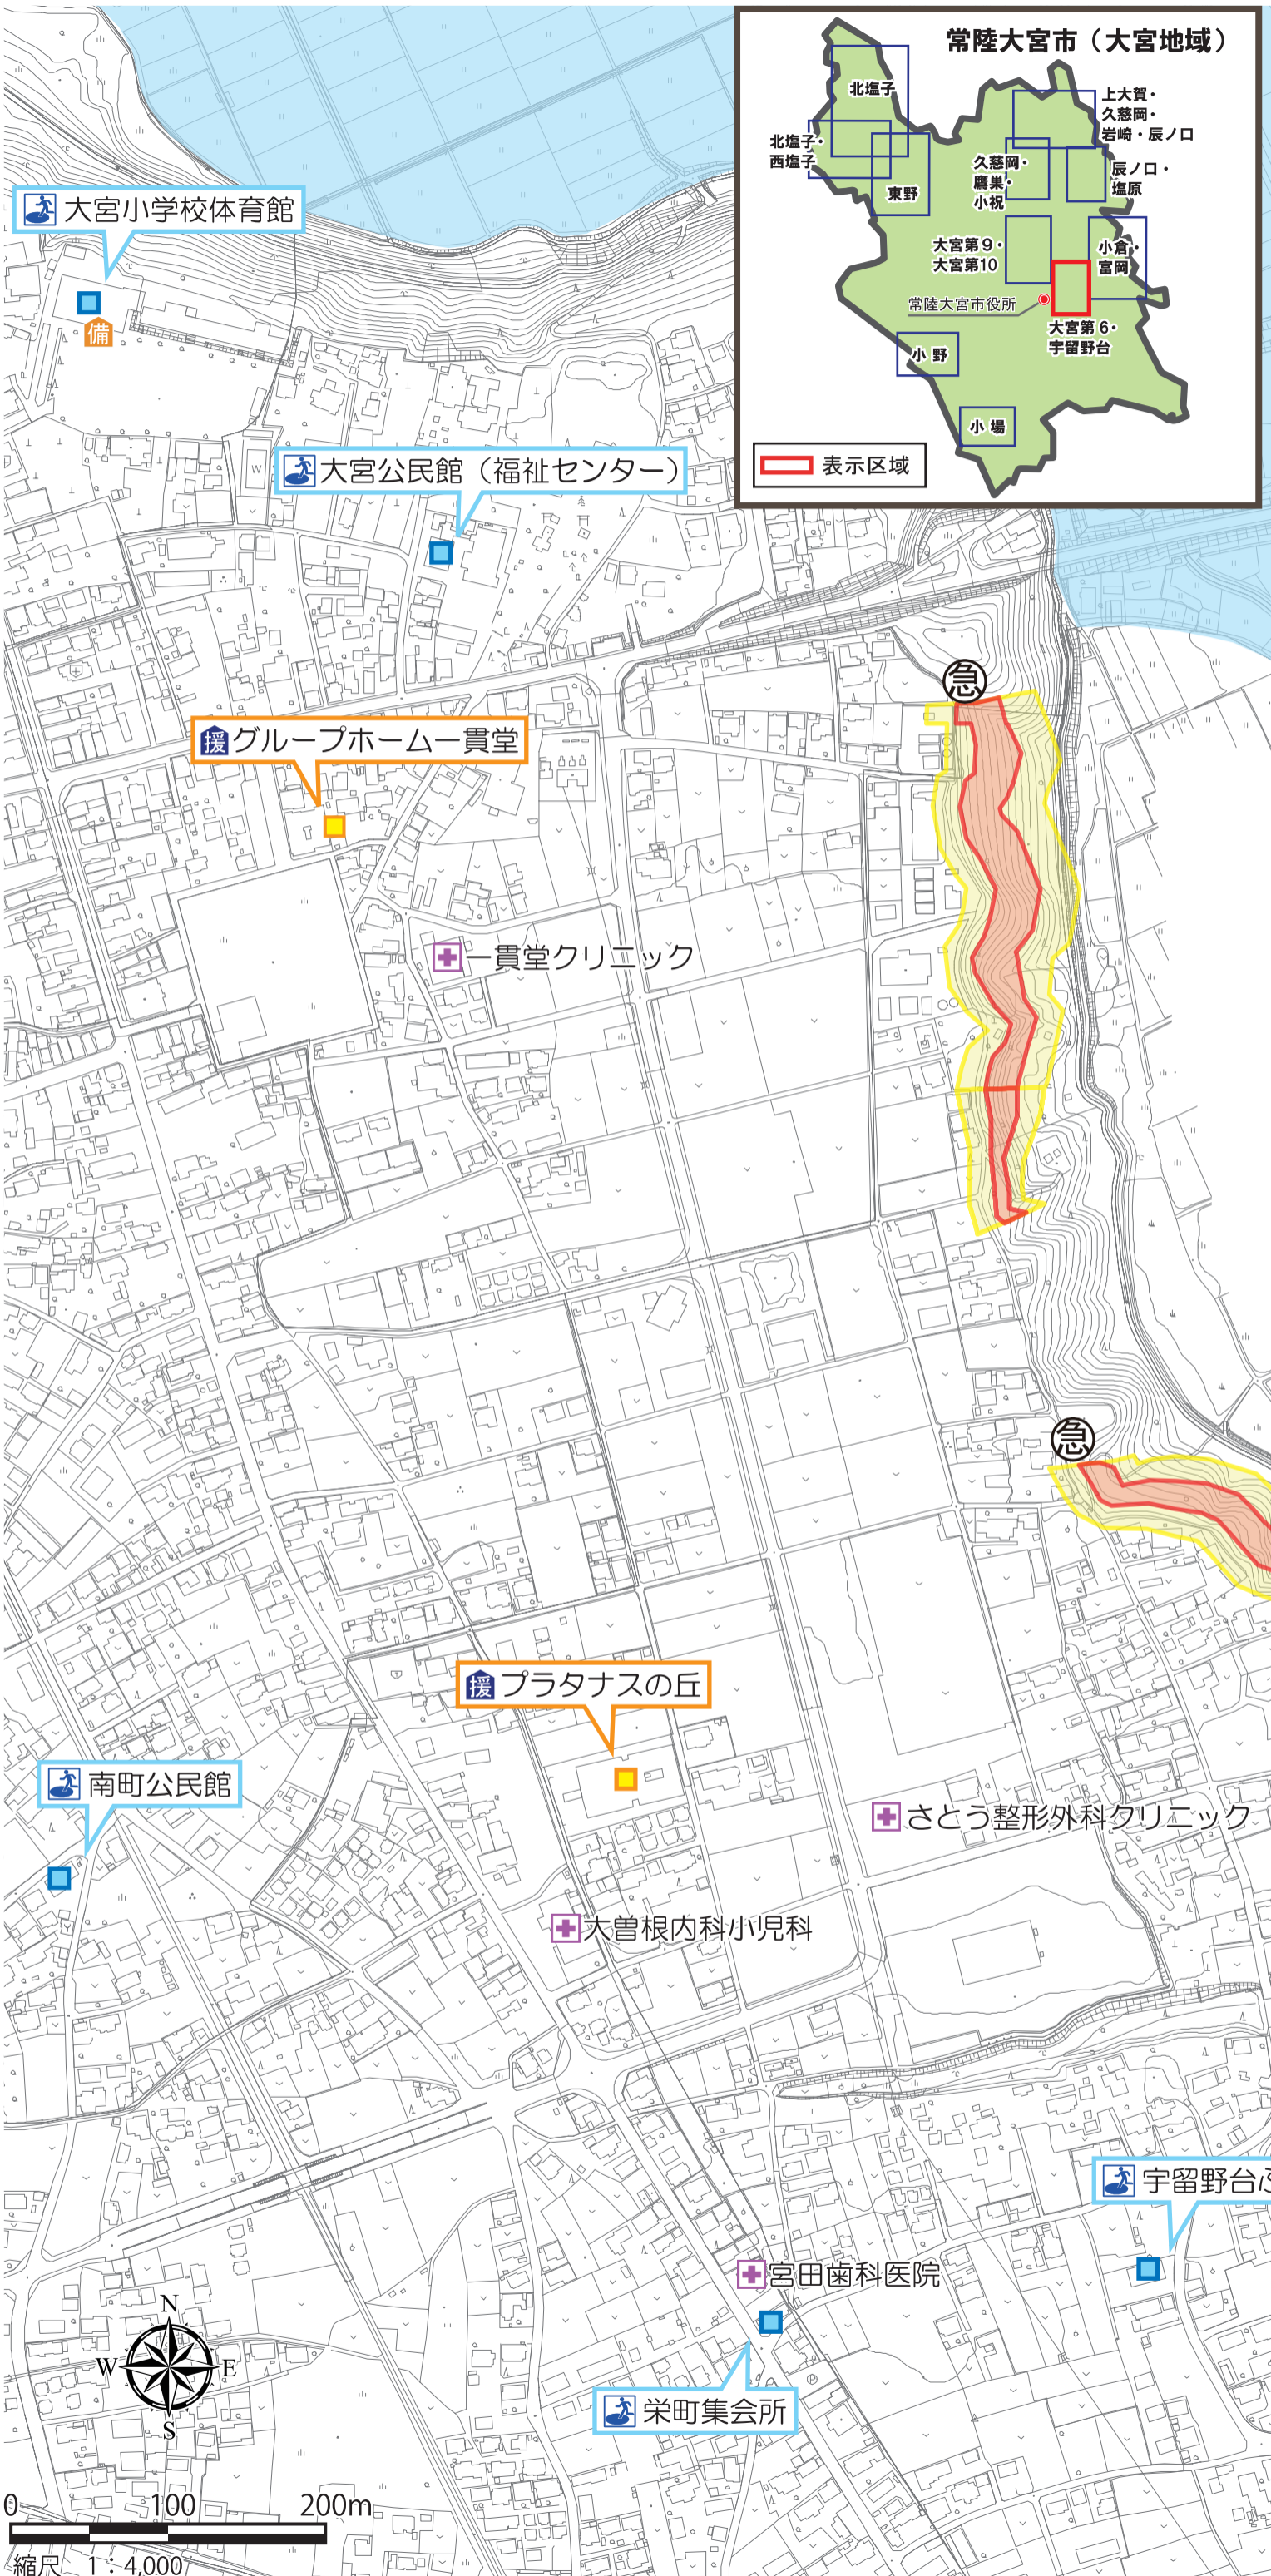 常陸大宮市（大宮地域）
北塩子
上大賀・
久慈岡・
岩崎・辰ノ口
北塩子・
西塩子
東野
久慈岡・
鷹巣・
小祝
辰ノ口・
塩原
大宮第９・
大宮第10
小倉・
富岡
常陸大宮市役所
大宮第６・
宇留野台
小野
小場
表示区域
大宮小学校体育館
備
大宮公民館（福祉センター）
急
援 グループホーム一貫堂
一貫堂クリニック
急
援 プラタナスの丘
南町公民館
さとう整形外科クリニック
大曽根内科小児科
宇留野台ふ
宮田歯科医院
栄町集会所
N
W E
S
0 100 200m
縮尺 1：4,000